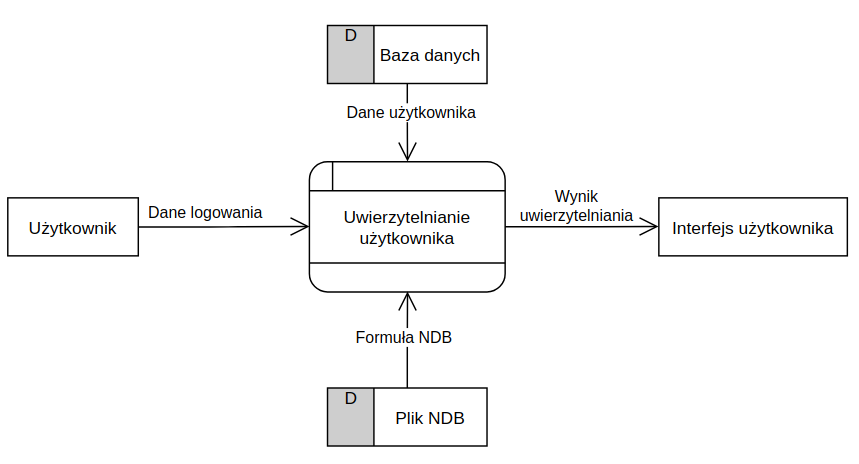 D
Baza danych
Dane użytkownika
Użytkownik
Dane logowania
Uwierzytelnianie
użytkownika
Wynik
uwierzytelniania
Interfejs użytkownika
Formuła NDB
D
Plik NDB